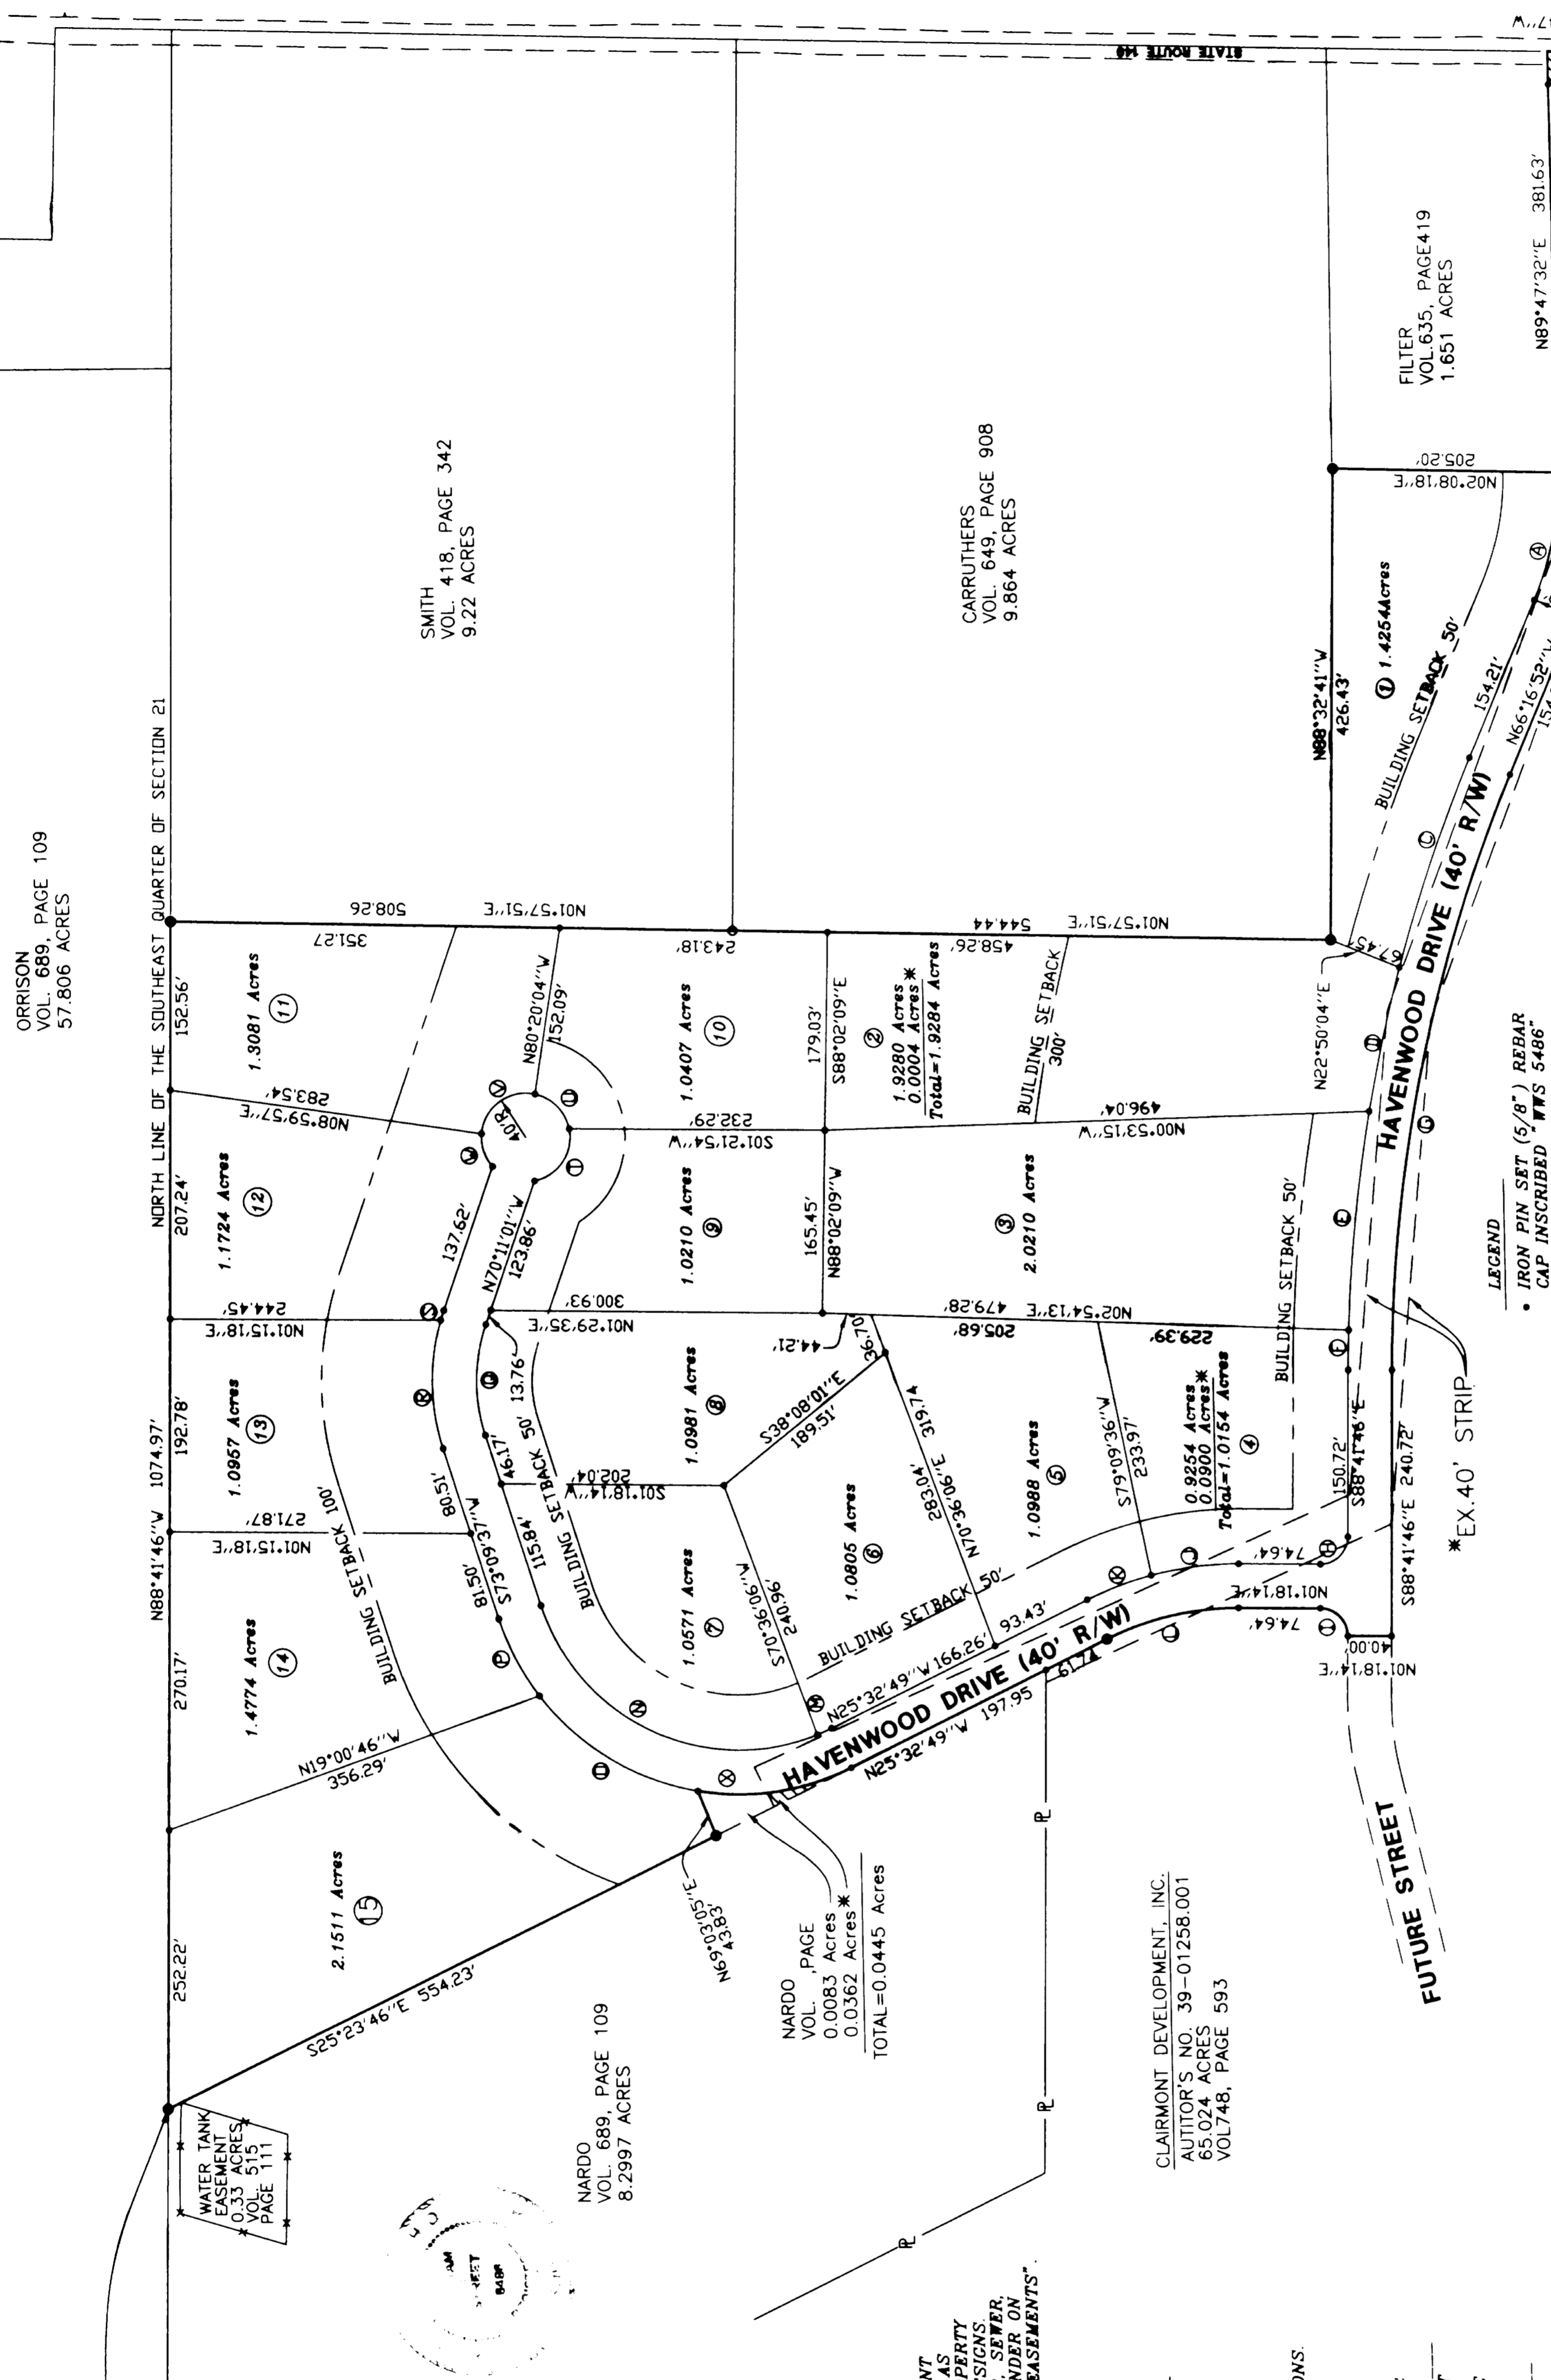 STATE ROUTE 140
ORRISON
VOL. 689, PAGE 109
57.806 ACRES
NORTH LINE OF THE SOUTHEAST QUARTER OF SECTION 21
N88°41'46"W 1074.97'
152.56'
207.24'
192.78'
270.17'
252.22'
SMITH
VOL. 418, PAGE 342
9.22 ACRES
CARRUTHERS
VOL. 649, PAGE 908
9.864 ACRES
FILTER
VOL.635, PAGE419
1.651 ACRES
N89°47'32"E 381.63'
205.20'
N02°08'18"E
A
N88°32'41"W
426.43'
1 1.4254Acres
BUILDING SETBACK 50'
154.21'
N66°16'52"W
C
67.45'
N22°50'04"E
508.26
N01°57'51"E
351.27
243.18'
544.44
N01°57'51"E
458.26'
1.3081 Acres
11
N80°20'04"W
152.09'
283.54'
N08°59'57"E
40'R
V
U
T
W
1.0407 Acres
10
179.03'
S88°02'09"E
2
1.9280 Acres
0.0004 Acres*
Total=1.9284 Acres
BUILDING SETBACK
300'
232.29'
S01°21'54"W
496.04'
N00°53'15"W
D
HAVENWOOD DRIVE (40' R/W)
G
1.1724 Acres
12
137.62'
N70°11'01"W
123.86'
1.0210 Acres
9
165.45'
N88°02'09"W
3
2.0210 Acres
BUILDING SETBACK 50'
E
LEGEND
• IRON PIN SET (5/8") REBAR
CAP INSCRIBED "WWS 5486"
244.45'
N01°15'18"E
S
300.93'
N01°29'35"E
479.28'
N02°54'13"E
44.21'
36.70'
205.68'
229.39'
F
1.0957 Acres
13
R
Q
13.76'
1.0981 Acres
8
S38°08'01"E
189.51'
N70°36'06"E 319.74
283.04'
1.0988 Acres
5
S79°09'36"W
233.97'
0.9254 Acres
0.0900 Acres*
Total=1.0154 Acres
4
150.72'
S88°41'46"E
S88°41'46"E 240.72'
*EX.40' STRIP
80.51'
46.17'
202.04'
S01°18'14"W
271.87'
N01°15'18"E
BUILDING SETBACK 100'
81.50'
S73°09'37"W
115.84'
BUILDING SETBACK 50'
1.0571 Acres
7
S70°36'06"W
240.96'
1.0805 Acres
6
BUILDING SETBACK 50'
93.43'
K
J
74.64'
H
N01°18'14"E
74.64'
I
40.00'
N01°18'14"E
L
1.4774 Acres
14
P
N
M
N25°32'49"W 166.26'
HAVENWOOD DRIVE (40' R/W)
61.74
N25°32'49"W 197.95
N19°00'46"W
356.29'
O
X
2.1511 Acres
15
S25°23'46"E 554.23'
N69°03'05"E
43.83'
NARDO
VOL. ,PAGE
0.0083 Acres
0.0362 Acres*
TOTAL=0.0445 Acres
NARDO
VOL. 689, PAGE 109
8.2997 ACRES
PL
PL
PL
CLAIRMONT DEVELOPMENT, INC.
AUTITOR'S NO. 39-01258.001
65.024 ACRES
VOL748, PAGE 593
FUTURE STREET
WATER TANK
EASEMENT
0.33 ACRES
VOL. 515
PAGE 111
AS
SIGNS.
SEWER,
ON
EASEMENTS".